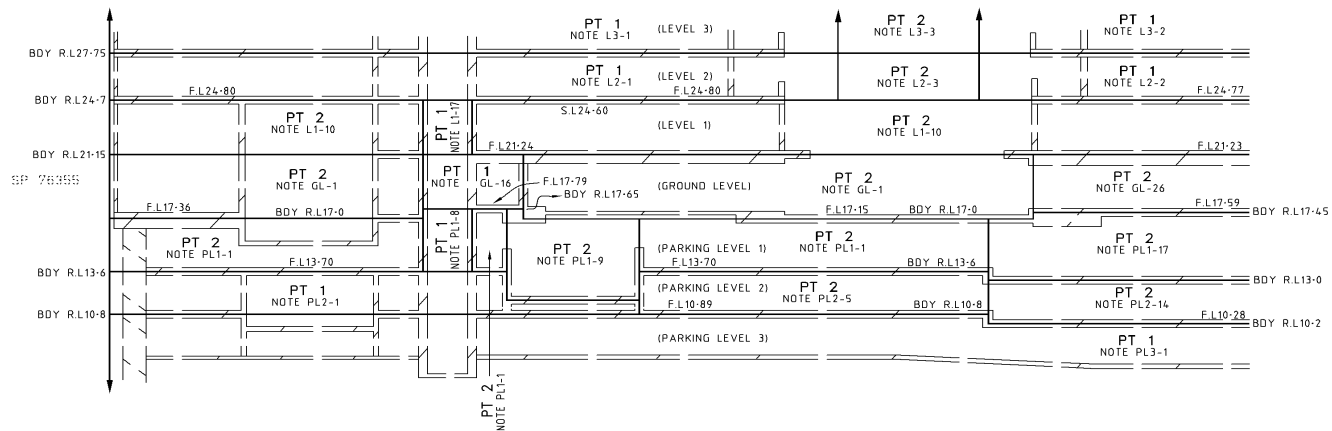 PT 1
NOTE L3-1
(LEVEL 3)
PT 2
NOTE L3-3
PT 1
NOTE L3-2
BDY R.L27·75
PT 1
NOTE L2-1
(LEVEL 2)
PT 2
NOTE L2-3
PT 1
NOTE L2-2
F.L24·80
F.L24·80
F.L24·77
BDY R.L24·7
S.L24·60
PT 2
NOTE L1-10
PT 1
NOTE L1-17
(LEVEL 1)
PT 2
NOTE L1-10
F.L21·24
F.L21·23
BDY R.L21·15
SP 76355
PT 2
NOTE GL-1
PT 1
NOTE GL-16
F.L17·79
BDY R.L17·65
(GROUND LEVEL)
PT 2
NOTE GL-1
PT 2
NOTE GL-26
F.L17·36
BDY R.L17·0
F.L17·15
BDY R.L17·0
F.L17·59
BDY R.L17·45
PT 2
NOTE PL1-1
PT 1
NOTE PL1-8
PT 2
NOTE PL1-9
(PARKING LEVEL 1)
PT 2
NOTE PL1-1
PT 2
NOTE PL1-17
F.L13·70
F.L13·70
BDY R.L13·6
BDY R.L13·6
BDY R.L13·0
PT 1
NOTE PL2-1
(PARKING LEVEL 2)
PT 2
NOTE PL2-5
PT 2
NOTE PL2-14
F.L10·89
BDY R.L10·8
F.L10·28
BDY R.L10·8
BDY R.L10·2
(PARKING LEVEL 3)
PT 1
NOTE PL3-1
PT 2
NOTE PL1-1